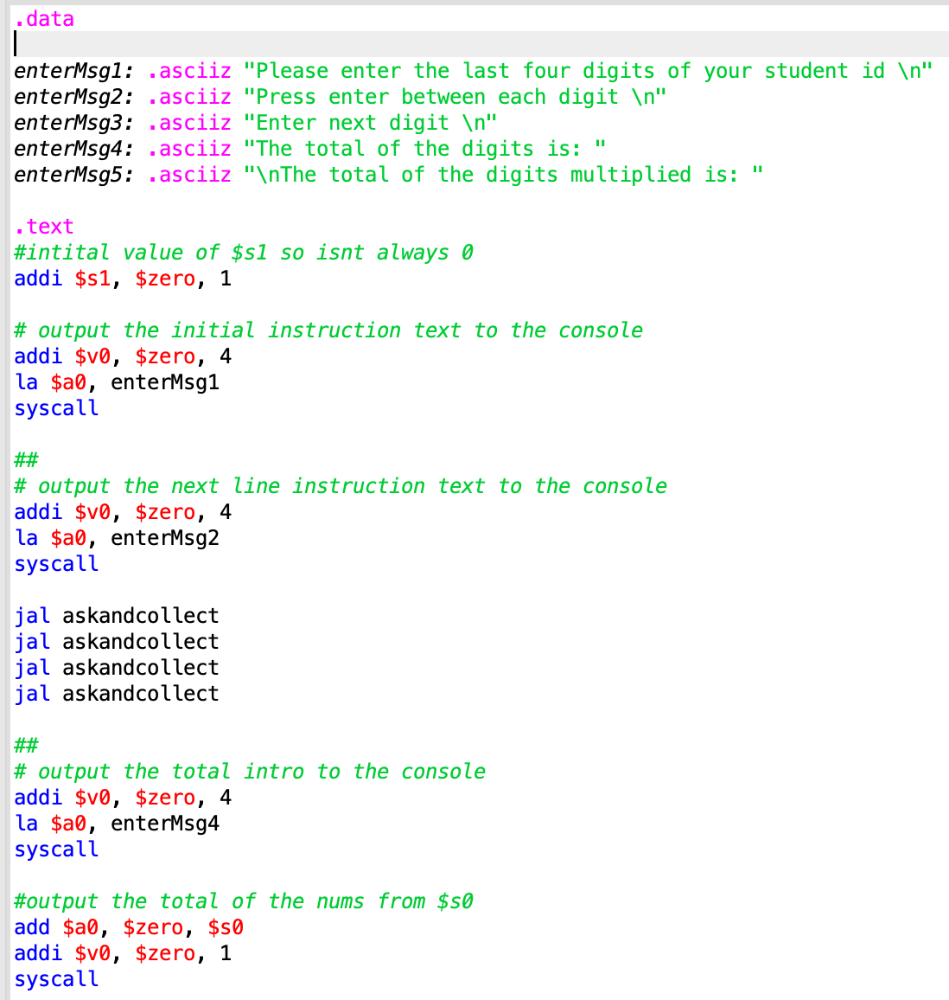 .data
enterMsg1: .asciiz "Please enter the last four digits of your student id \n"
enterMsg2: .asciiz "Press enter between each digit \n"
enterMsg3: .asciiz "Enter next digit \n"
enterMsg4: .asciiz "The total of the digits is: "
enterMsg5: .asciiz "\nThe total of the digits multiplied is: "
.text
#intital value of $s1 so isnt always 0
addi $s1, $zero, 1
# output the initial instruction text to the console
addi $v0, $zero, 4
la $a0, enterMsg1
syscall
##
# output the next line instruction text to the console
addi $v0, $zero, 4
la $a0, enterMsg2
syscall
jal askandcollect
jal askandcollect
jal askandcollect
jal askandcollect
##
# output the total intro to the console
addi $v0, $zero, 4
la $a0, enterMsg4
syscall
#output the total of the nums from $s0
add $a0, $zero, $s0
addi $v0, $zero, 1
syscall